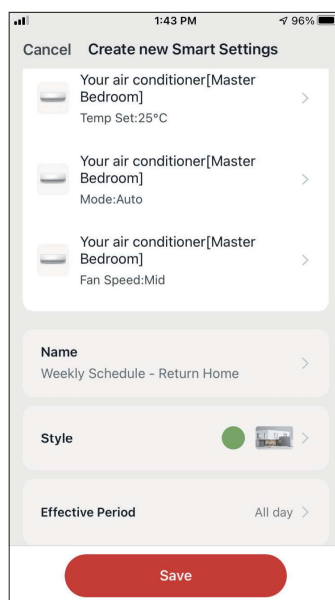 1:43 PM
96%
Cancel Create new Smart Settings
Your air conditioner[Master
Bedroom]
Temp Set:25°C
Your air conditioner[Master
Bedroom]
Mode:Auto
Your air conditioner[Master
Bedroom]
Fan Speed:Mid
Name
Weekly Schedule - Return Home
Style
Effective Period
All day
Save